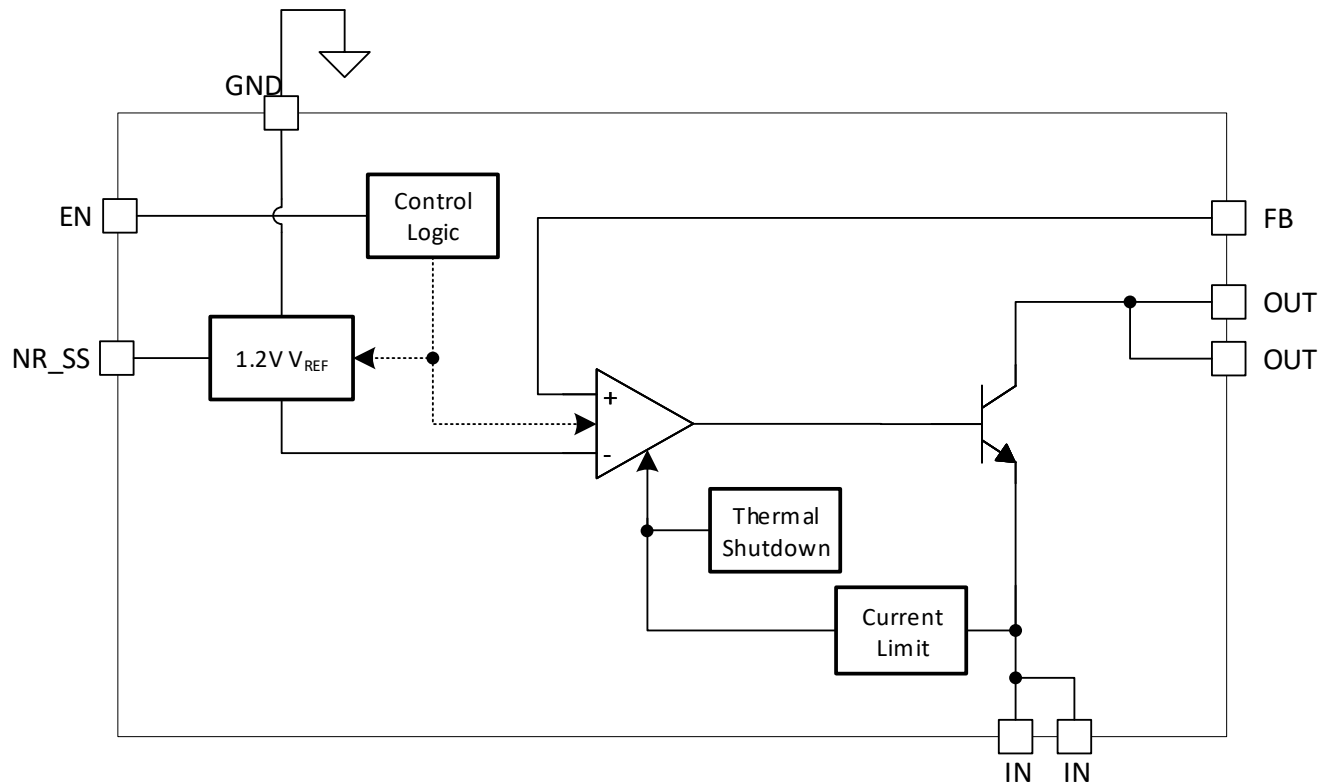 GND
Control
Logic
EN
FB
OUT
NR_SS
1.2V VREF
OUT
+
-
Thermal
Shutdown
Current
Limit
IN
IN